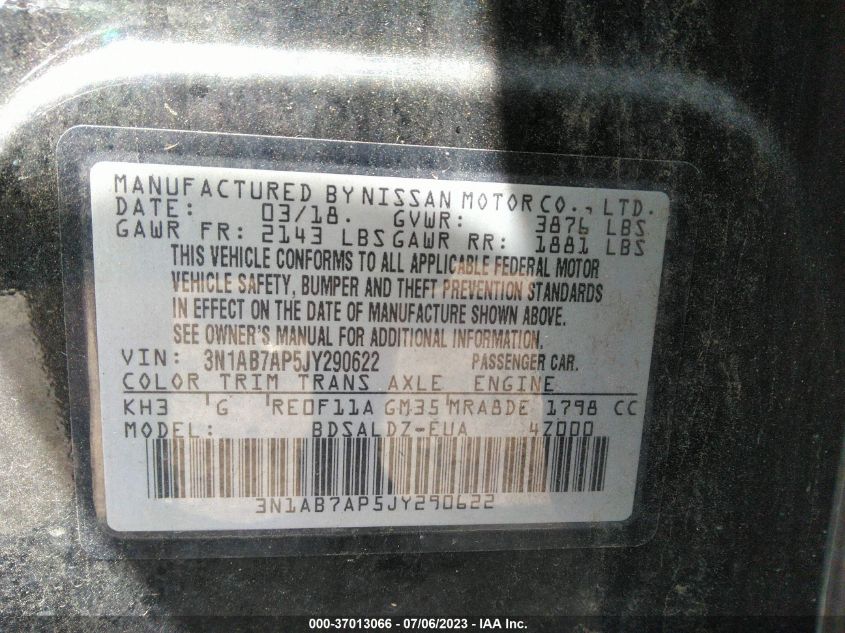 MANUFACTURED BY NISSAN MOTOR CO., LTD.
DATE: 03/18. GVWR: 3876 LBS
GAWR FR: 2143 LBS GAWR RR: 1881 LBS
THIS VEHICLE CONFORMS TO ALL APPLICABLE FEDERAL MOTOR
VEHICLE SAFETY, BUMPER AND THEFT PREVENTION STANDARDS
IN EFFECT ON THE DATE OF MANUFACTURE SHOWN ABOVE.
SEE OWNER'S MANUAL FOR ADDITIONAL INFORMATION.
VIN: 3N1AB7AP5JY290622 PASSENGER CAR.
COLOR TRIM TRANS AXLE ENGINE
KH3 G RE0F11A GM35 MRA8DE 1798 CC
MODEL: BDSALDZ-EUA 4Z000
3N1AB7AP5JY290622
000-37013066 - 07/06/2023 - IAA Inc.